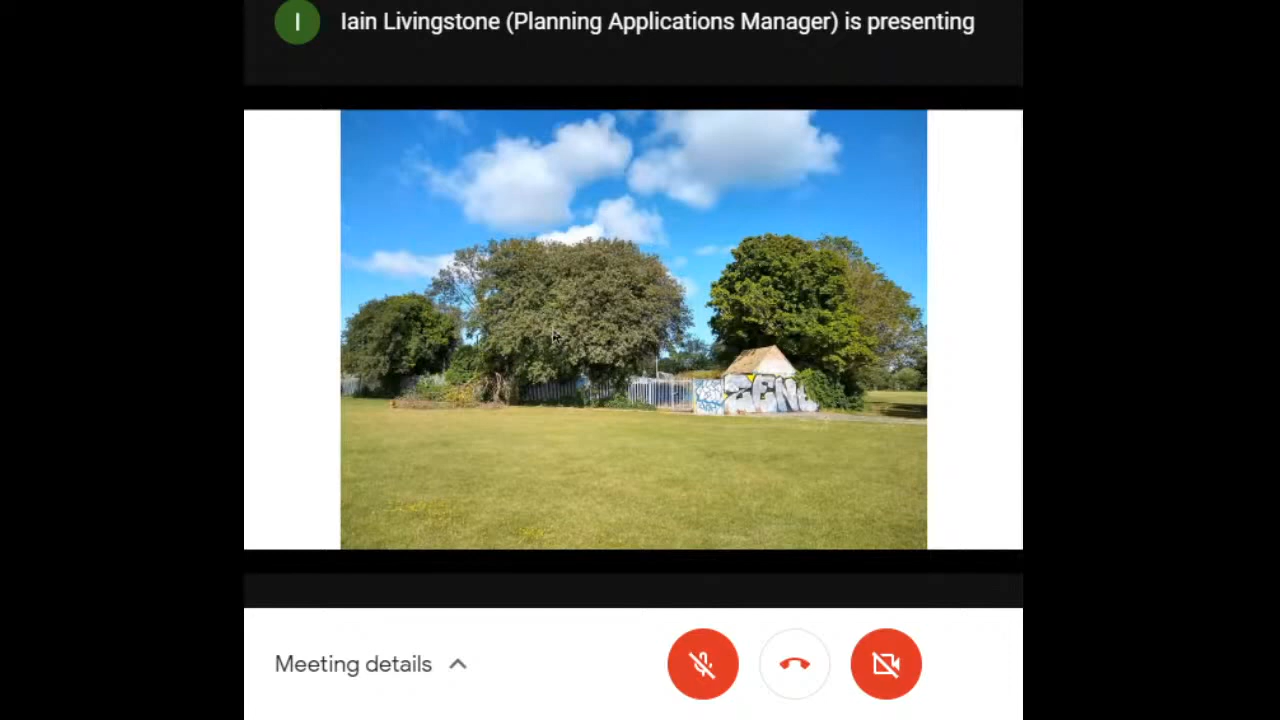 I
Iain Livingstone (Planning Applications Manager) is presenting
Meeting details